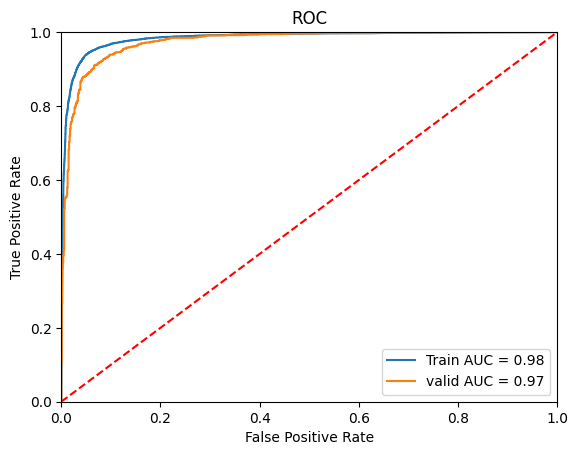 ROC
True Positive Rate
1.0
0.8
0.6
0.4
0.2
0.0
0.0 0.2 0.4 0.6 0.8 1.0
False Positive Rate
Train AUC = 0.98
valid AUC = 0.97